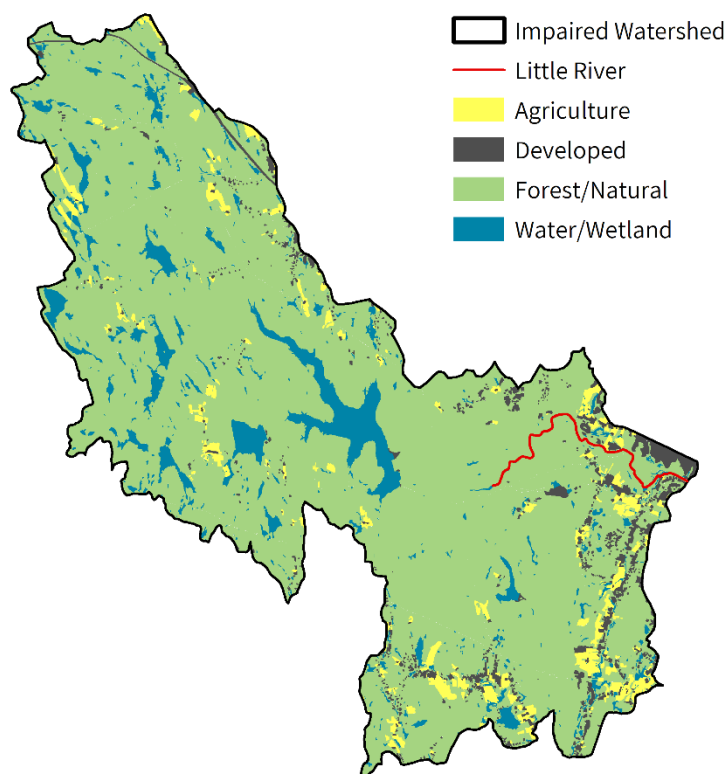 Impaired Watershed
Little River
Agriculture
Developed
Forest/Natural
Water/Wetland